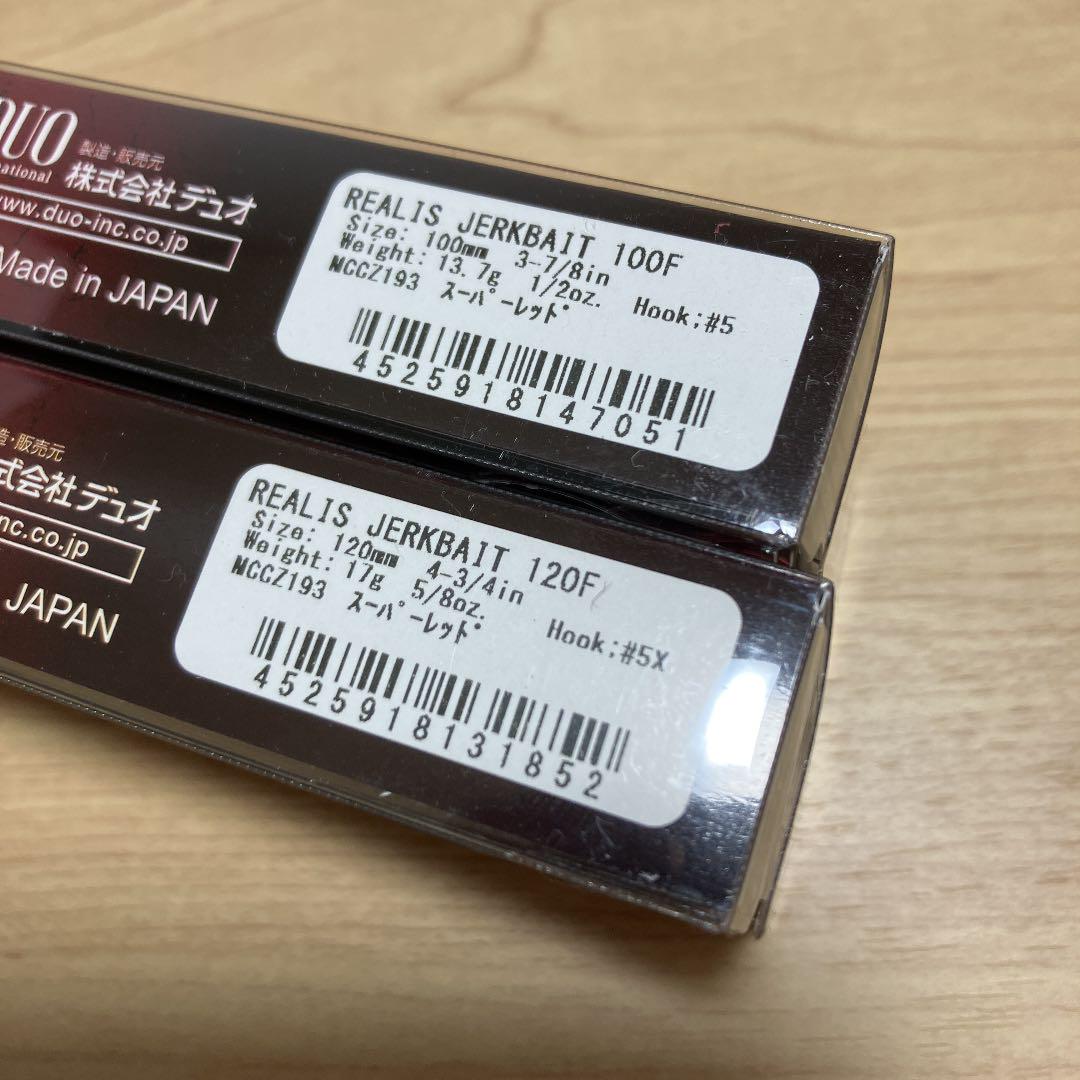 DUO
national
製造・販売元
株式会社デュオ
www.duo-inc.co.jp
Made in JAPAN
REALIS JERKBAIT 100F
Size: 100mm 3-7/8in
Weight: 13.7g 1/2oz. Hook;#5
MCCZ193 スーパーレッド
4525918147051
造・販売元
式会社デュオ
nc.co.jp
JAPAN
REALIS JERKBAIT 120F
Size: 120mm 4-3/4in
Weight: 17g 5/8oz. Hook;#5X
MCCZ193 スーパーレッド
4525918131852